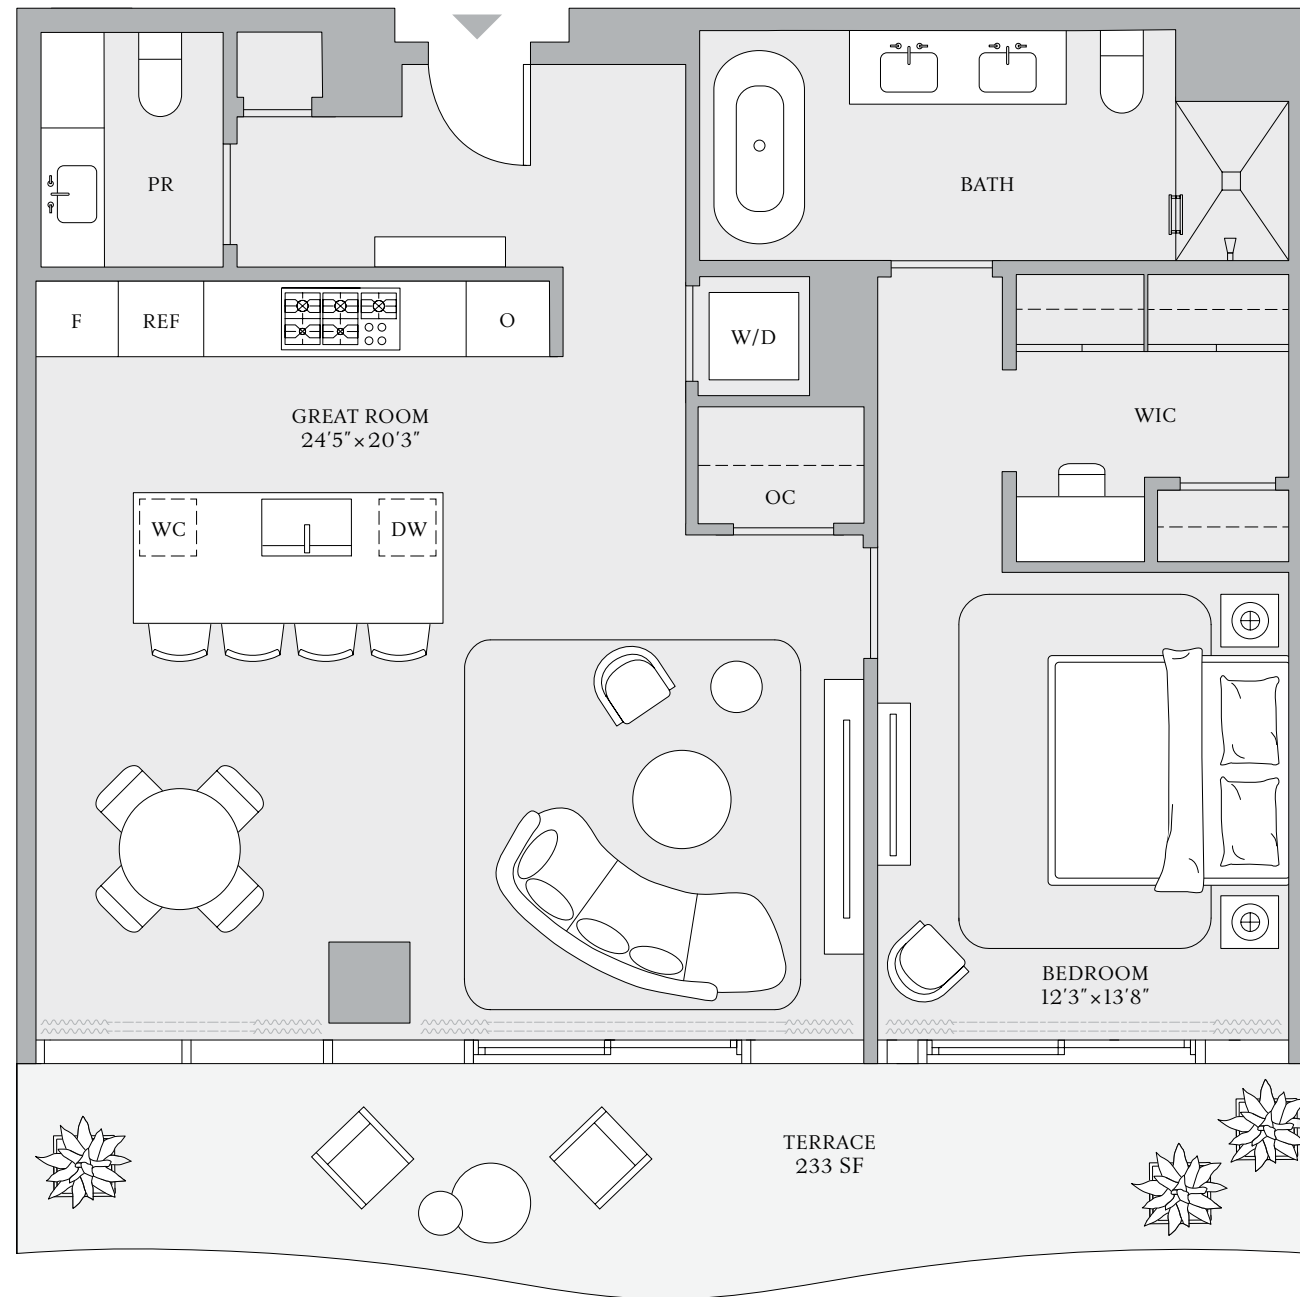 PR
BATH
F
REF
O
W/D
GREAT ROOM
24'5"×20'3"
WIC
OC
WC
DW
BEDROOM
12'3"×13'8"
TERRACE
233 SF